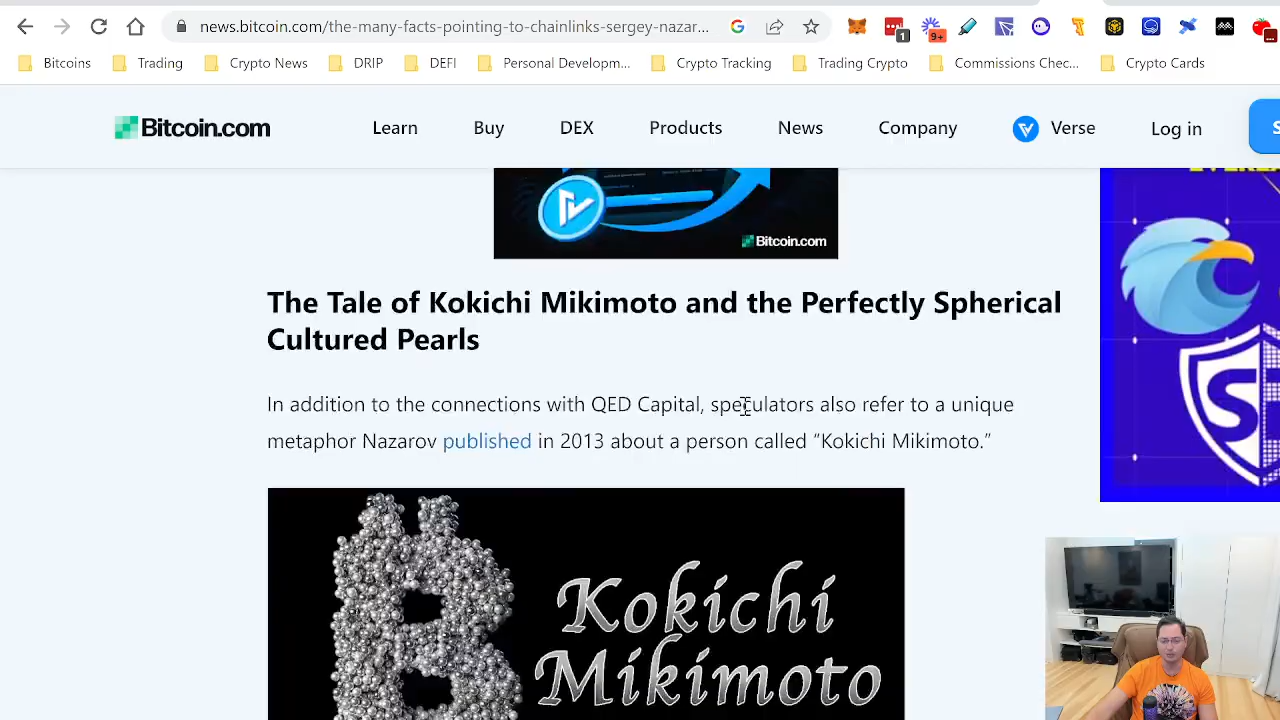 news.bitcoin.com/the-many-facts-pointing-to-chainlinks-sergey-nazar...
1
9+
Bitcoins
Trading
Crypto News
DRIP
DEFI
Personal Developm...
Crypto Tracking
Trading Crypto
Commissions Chec...
Crypto Cards
Bitcoin.com
Learn
Buy
DEX
Products
News
Company
Verse
Log in
S
Bitcoin.com
The Tale of Kokichi Mikimoto and the Perfectly Spherical
Cultured Pearls
In addition to the connections with QED Capital, speculators also refer to a unique
metaphor Nazarov published in 2013 about a person called “Kokichi Mikimoto.”
Kokichi
Mikimoto